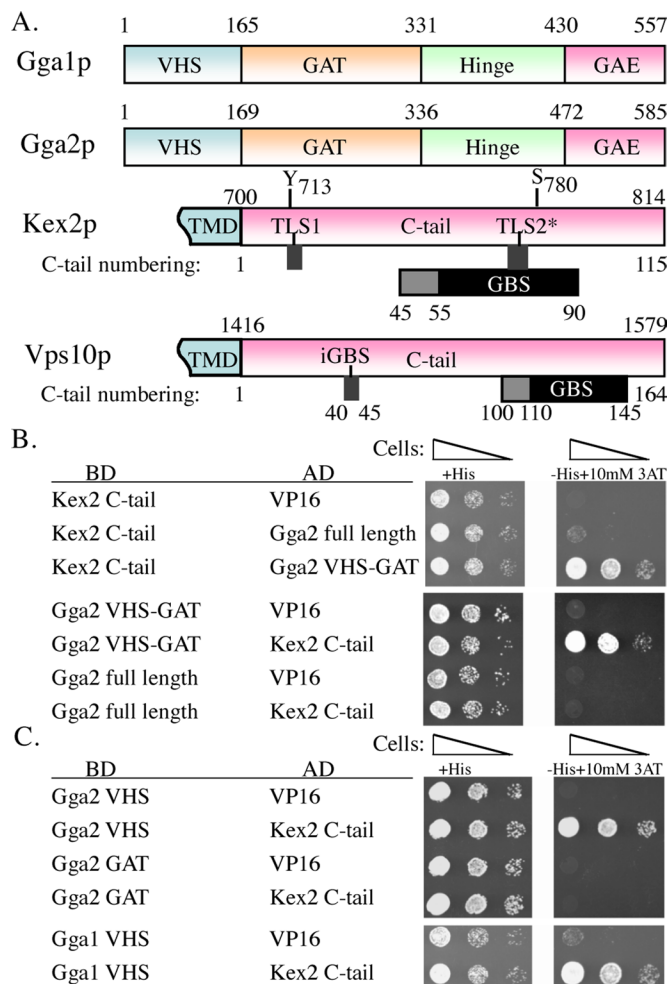 A.
1 165 331 430 557
Gga1p VHS GAT Hinge GAE
1 169 336 472 585
Gga2p VHS GAT Hinge GAE
Y713 S780
700 814
Kex2p TMD TLS1 C-tail TLS2*
C-tail numbering: 1 115
GBS
45 55 90
1416 1579
Vps10p TMD iGBS C-tail
C-tail numbering: 1 GBS 164
40 45 100 110 145
B.
Cells:
BD AD +His -His+10mM 3AT
Kex2 C-tail VP16
Kex2 C-tail Gga2 full length
Kex2 C-tail Gga2 VHS-GAT
Gga2 VHS-GAT VP16
Gga2 VHS-GAT Kex2 C-tail
Gga2 full length VP16
Gga2 full length Kex2 C-tail
C.
Cells:
BD AD +His -His+10mM 3AT
Gga2 VHS VP16
Gga2 VHS Kex2 C-tail
Gga2 GAT VP16
Gga2 GAT Kex2 C-tail
Gga1 VHS VP16
Gga1 VHS Kex2 C-tail